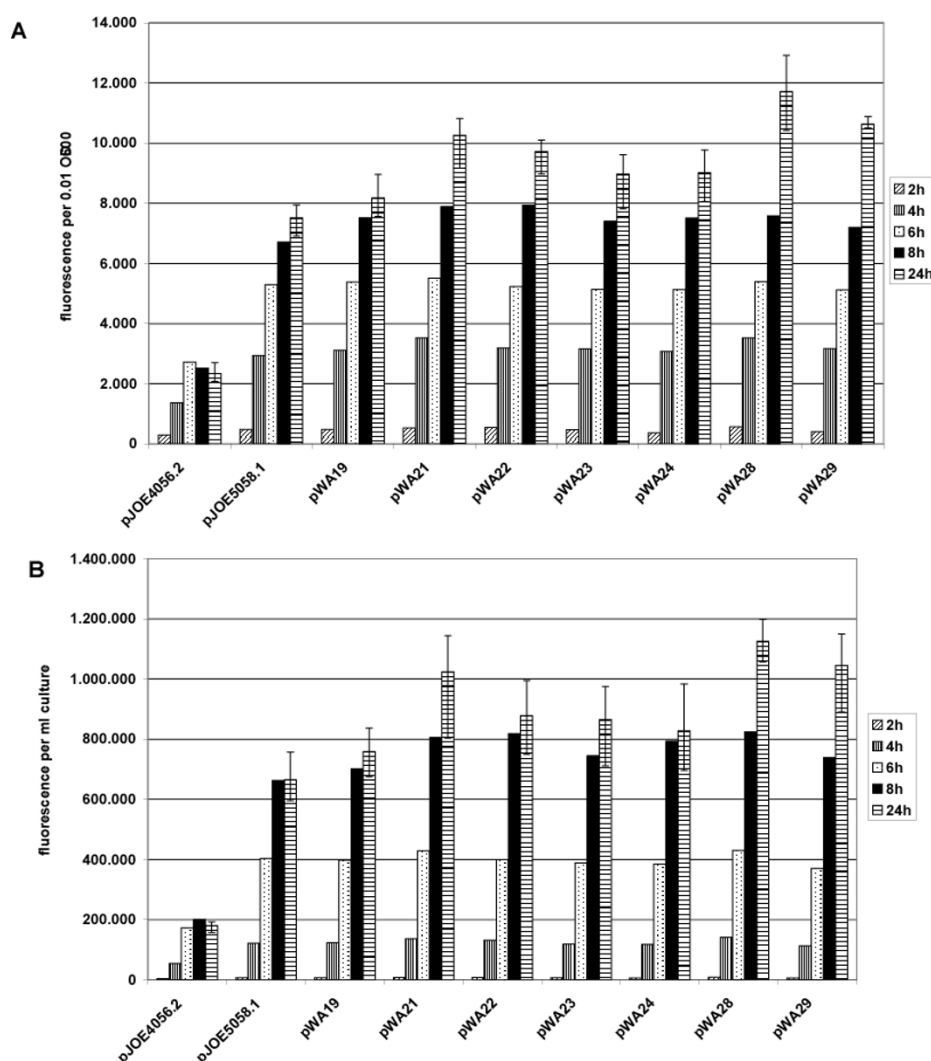 A
14.000
12.000
10.000
8.000
6.000
4.000
2.000
0
fluorescence per 0.01 OD600
pJOE4056.2
pJOE5058.1
pWA19
pWA21
pWA22
pWA23
pWA24
pWA28
pWA29
2h
4h
6h
8h
24h
B
1.400.000
1.200.000
1.000.000
800.000
600.000
400.000
200.000
0
fluorescence per ml culture
pJOE4056.2
pJOE5058.1
pWA19
pWA21
pWA22
pWA23
pWA24
pWA28
pWA29
2h
4h
6h
8h
24h